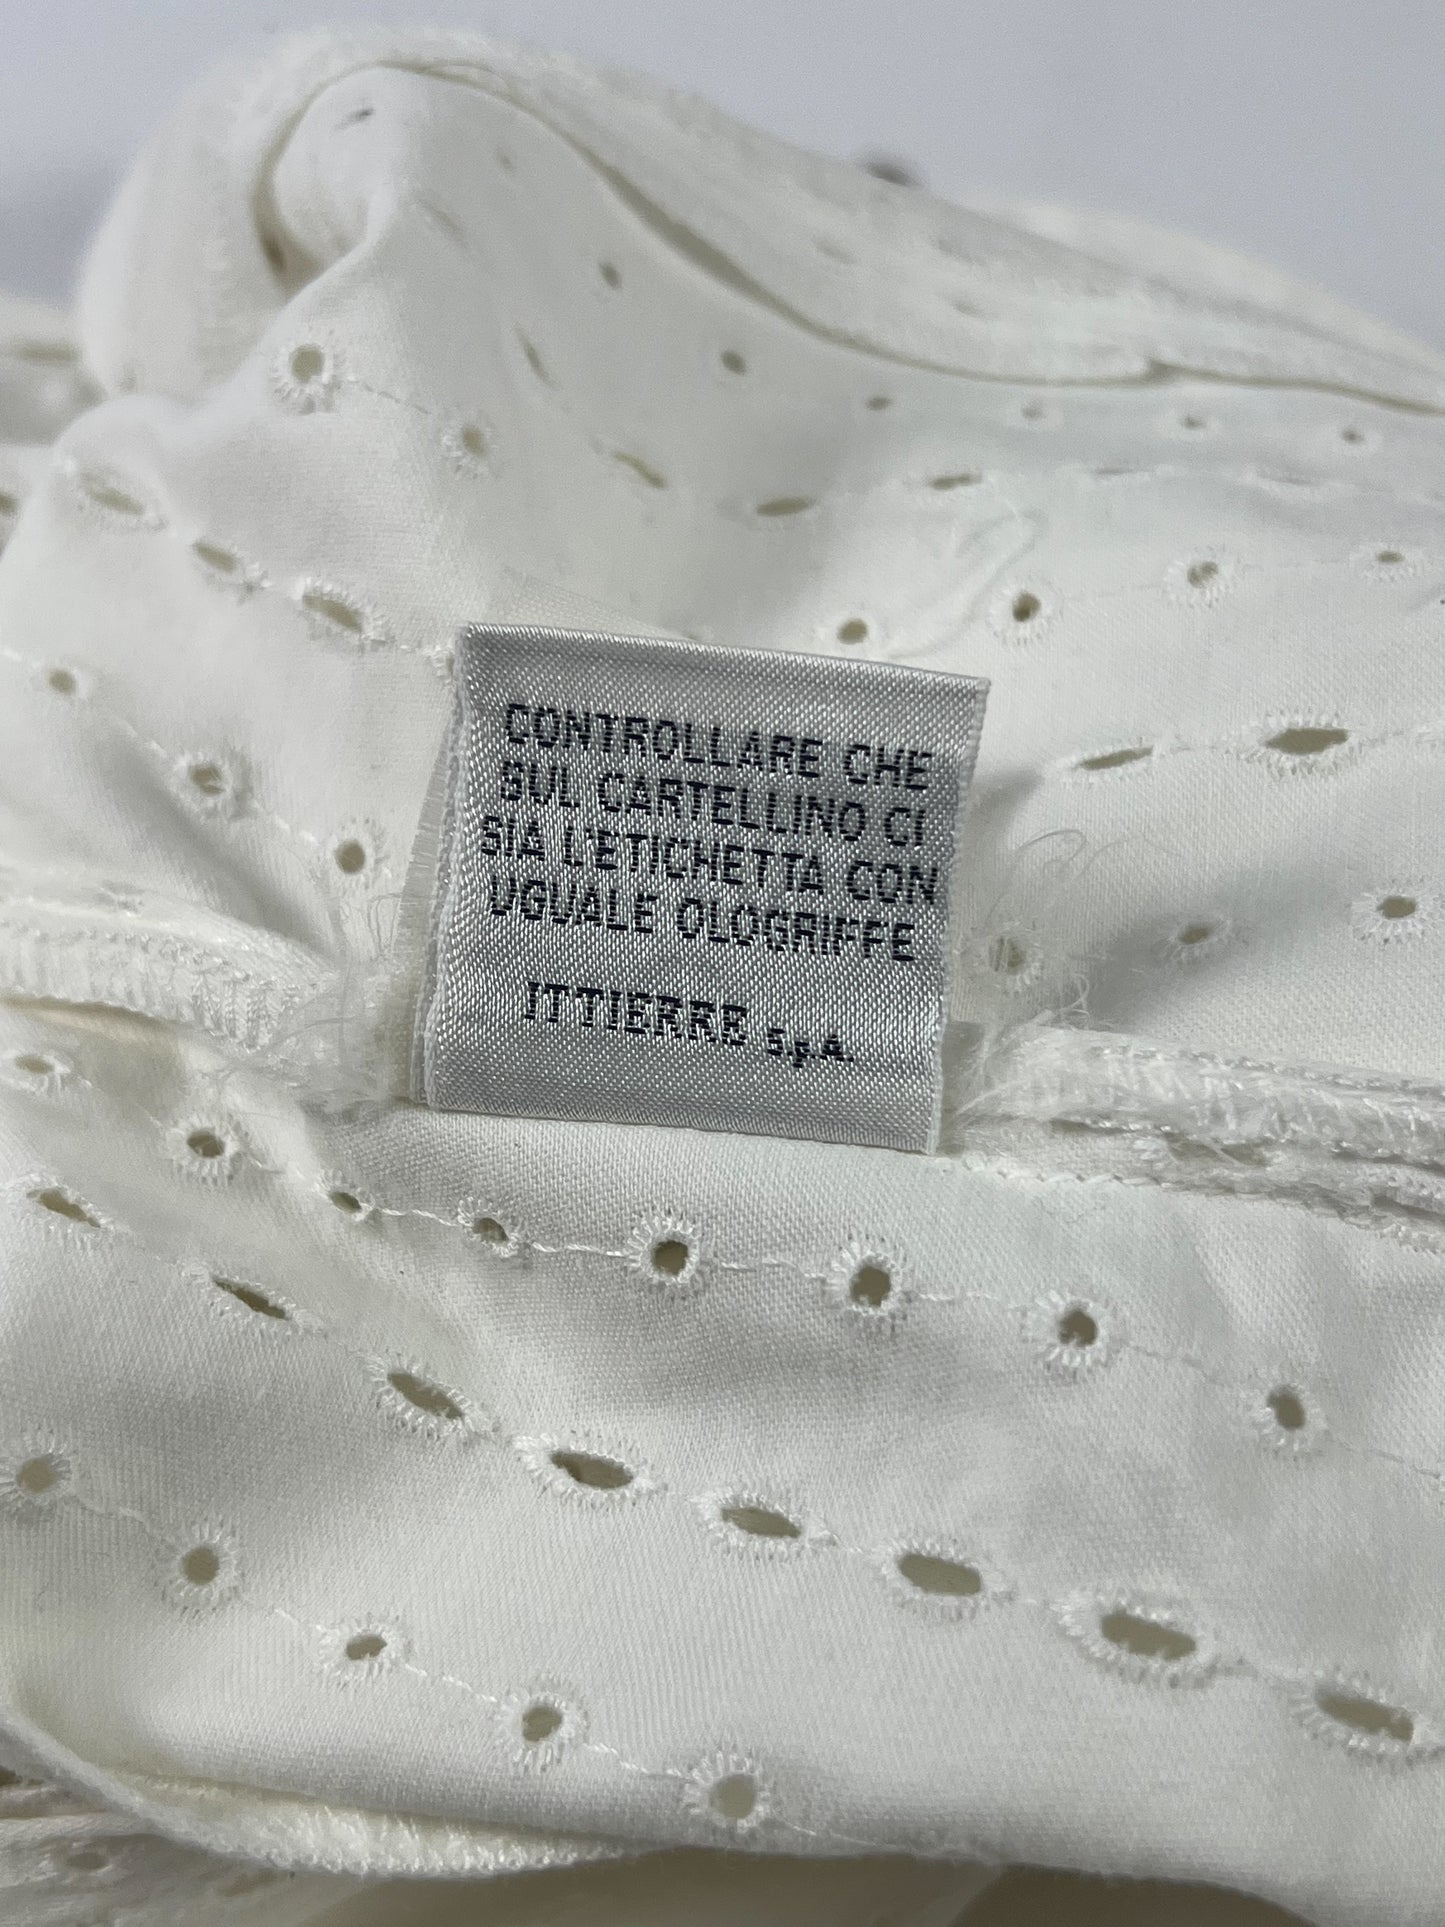 CONTROLLARE CHE
SUL CARTELLINO CI
SIA L'ETICHETTA CON
UGUALE OLOGRIFFE
ITTIERRE S.p.A.